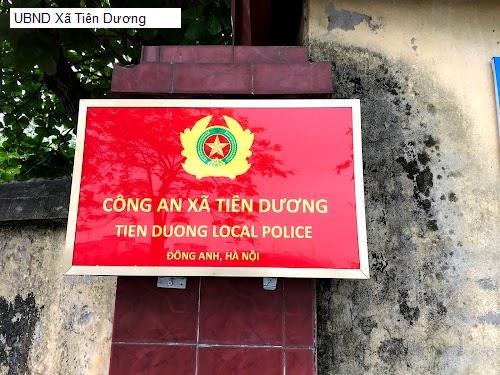 UBND Xã Tiên Dương
CÔNG AN XÃ TIÊN DƯƠNG
TIEN DUONG LOCAL POLICE
ĐÔNG ANH, HÀ NỘI